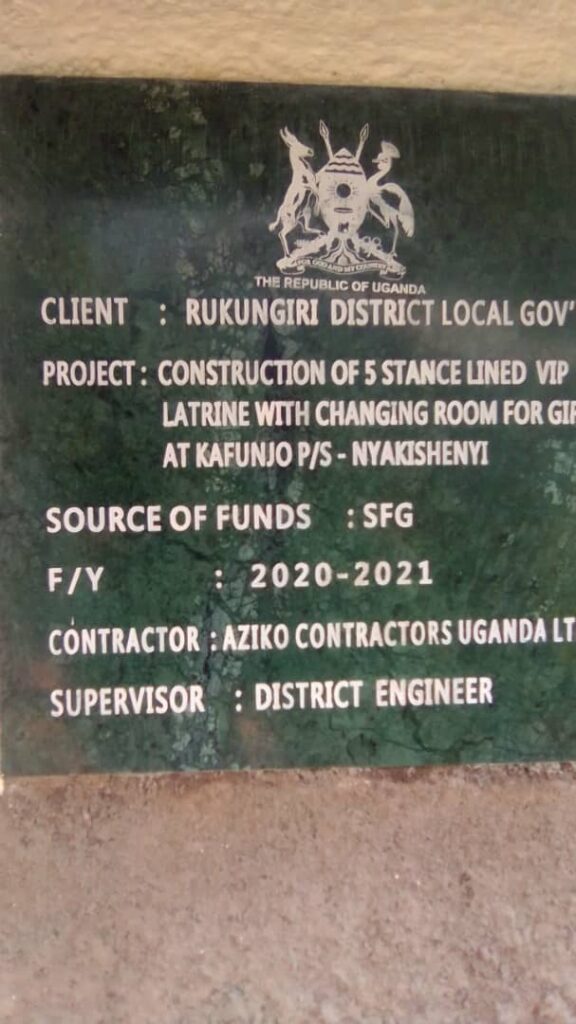 FOR GOD AND MY COUNTRY
THE REPUBLIC OF UGANDA
CLIENT : RUKUNGIRI DISTRICT LOCAL GOV'
PROJECT : CONSTRUCTION OF 5 STANCE LINED VIP
LATRINE WITH CHANGING ROOM FOR
AT KAFUNJO P/S - NYAKISHENYI
SOURCE OF FUNDS : SFG
F/Y : 2020-2021
CONTRACTOR : AZIKO CONTRACTORS UGANDA LT
SUPERVISOR : DISTRICT ENGINEER